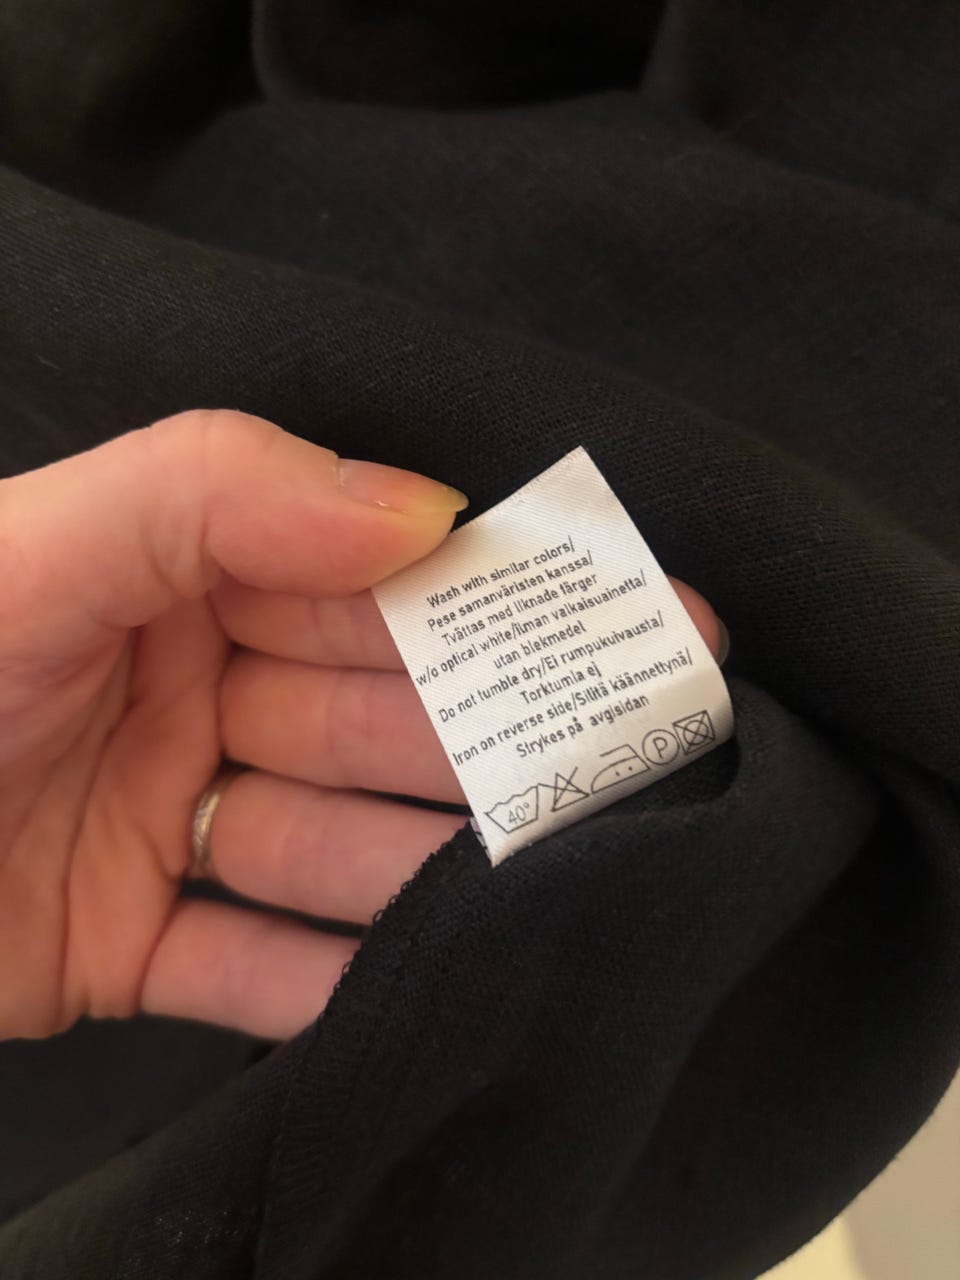 Wash with similar colors/
Pese samanväristen kanssa/
Tvättas med liknade färger
w/o optical white/ilman valkaisuainetta/
utan blekmedel
Do not tumble dry/Ei rumpukuivausta/
Torktumla ej
Iron on reverse side/Silitä käännettynä/
Strykes på avgisidan
40° P